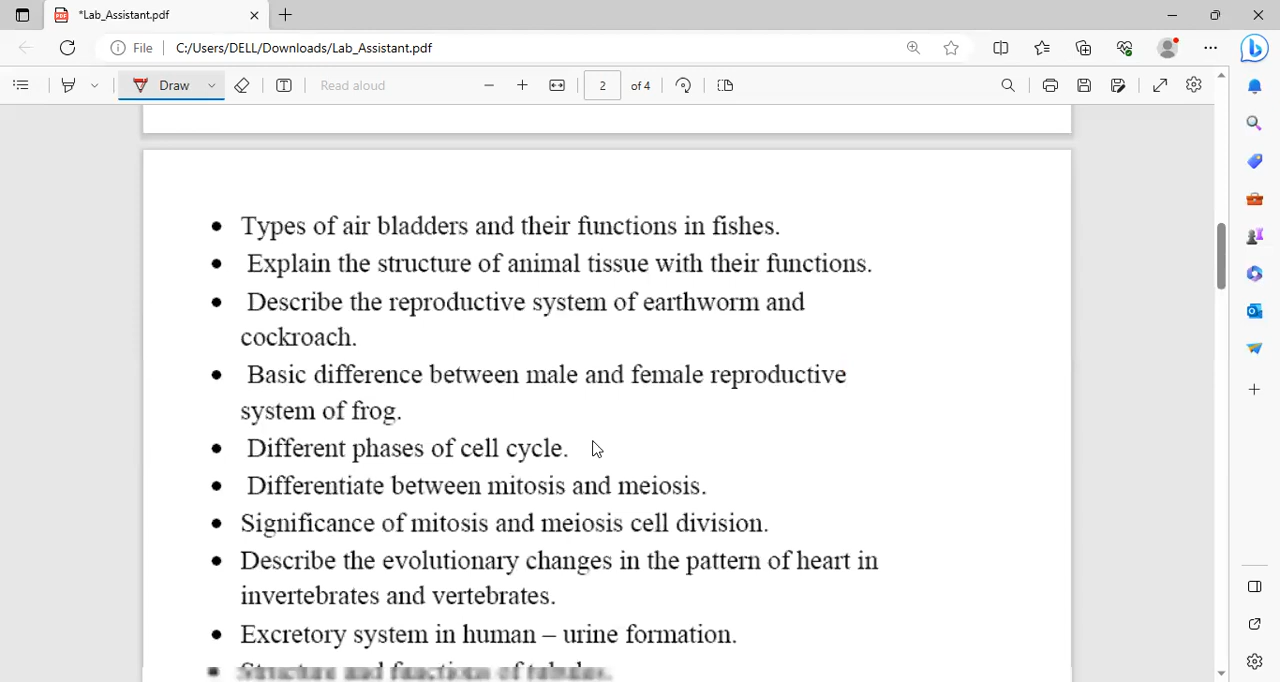 *Lab_Assistant.pdf
File C:/Users/DELL/Downloads/Lab_Assistant.pdf
Draw Read aloud 2 of 4
• Types of air bladders and their functions in fishes.
• Explain the structure of animal tissue with their functions.
• Describe the reproductive system of earthworm and
cockroach.
• Basic difference between male and female reproductive
system of frog.
• Different phases of cell cycle.
• Differentiate between mitosis and meiosis.
• Significance of mitosis and meiosis cell division.
• Describe the evolutionary changes in the pattern of heart in
invertebrates and vertebrates.
• Excretory system in human – urine formation.
Structure and functions of